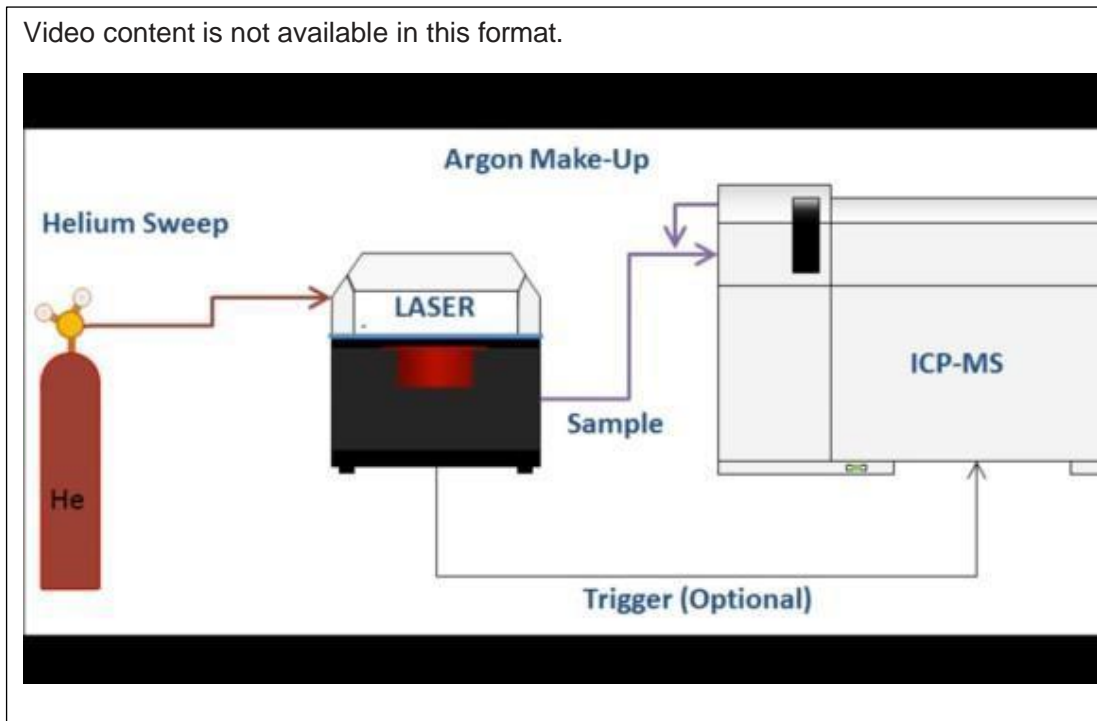 Video content is not available in this format.
Argon Make-Up
Helium Sweep
LASER
ICP-MS
Sample
He
Trigger (Optional)